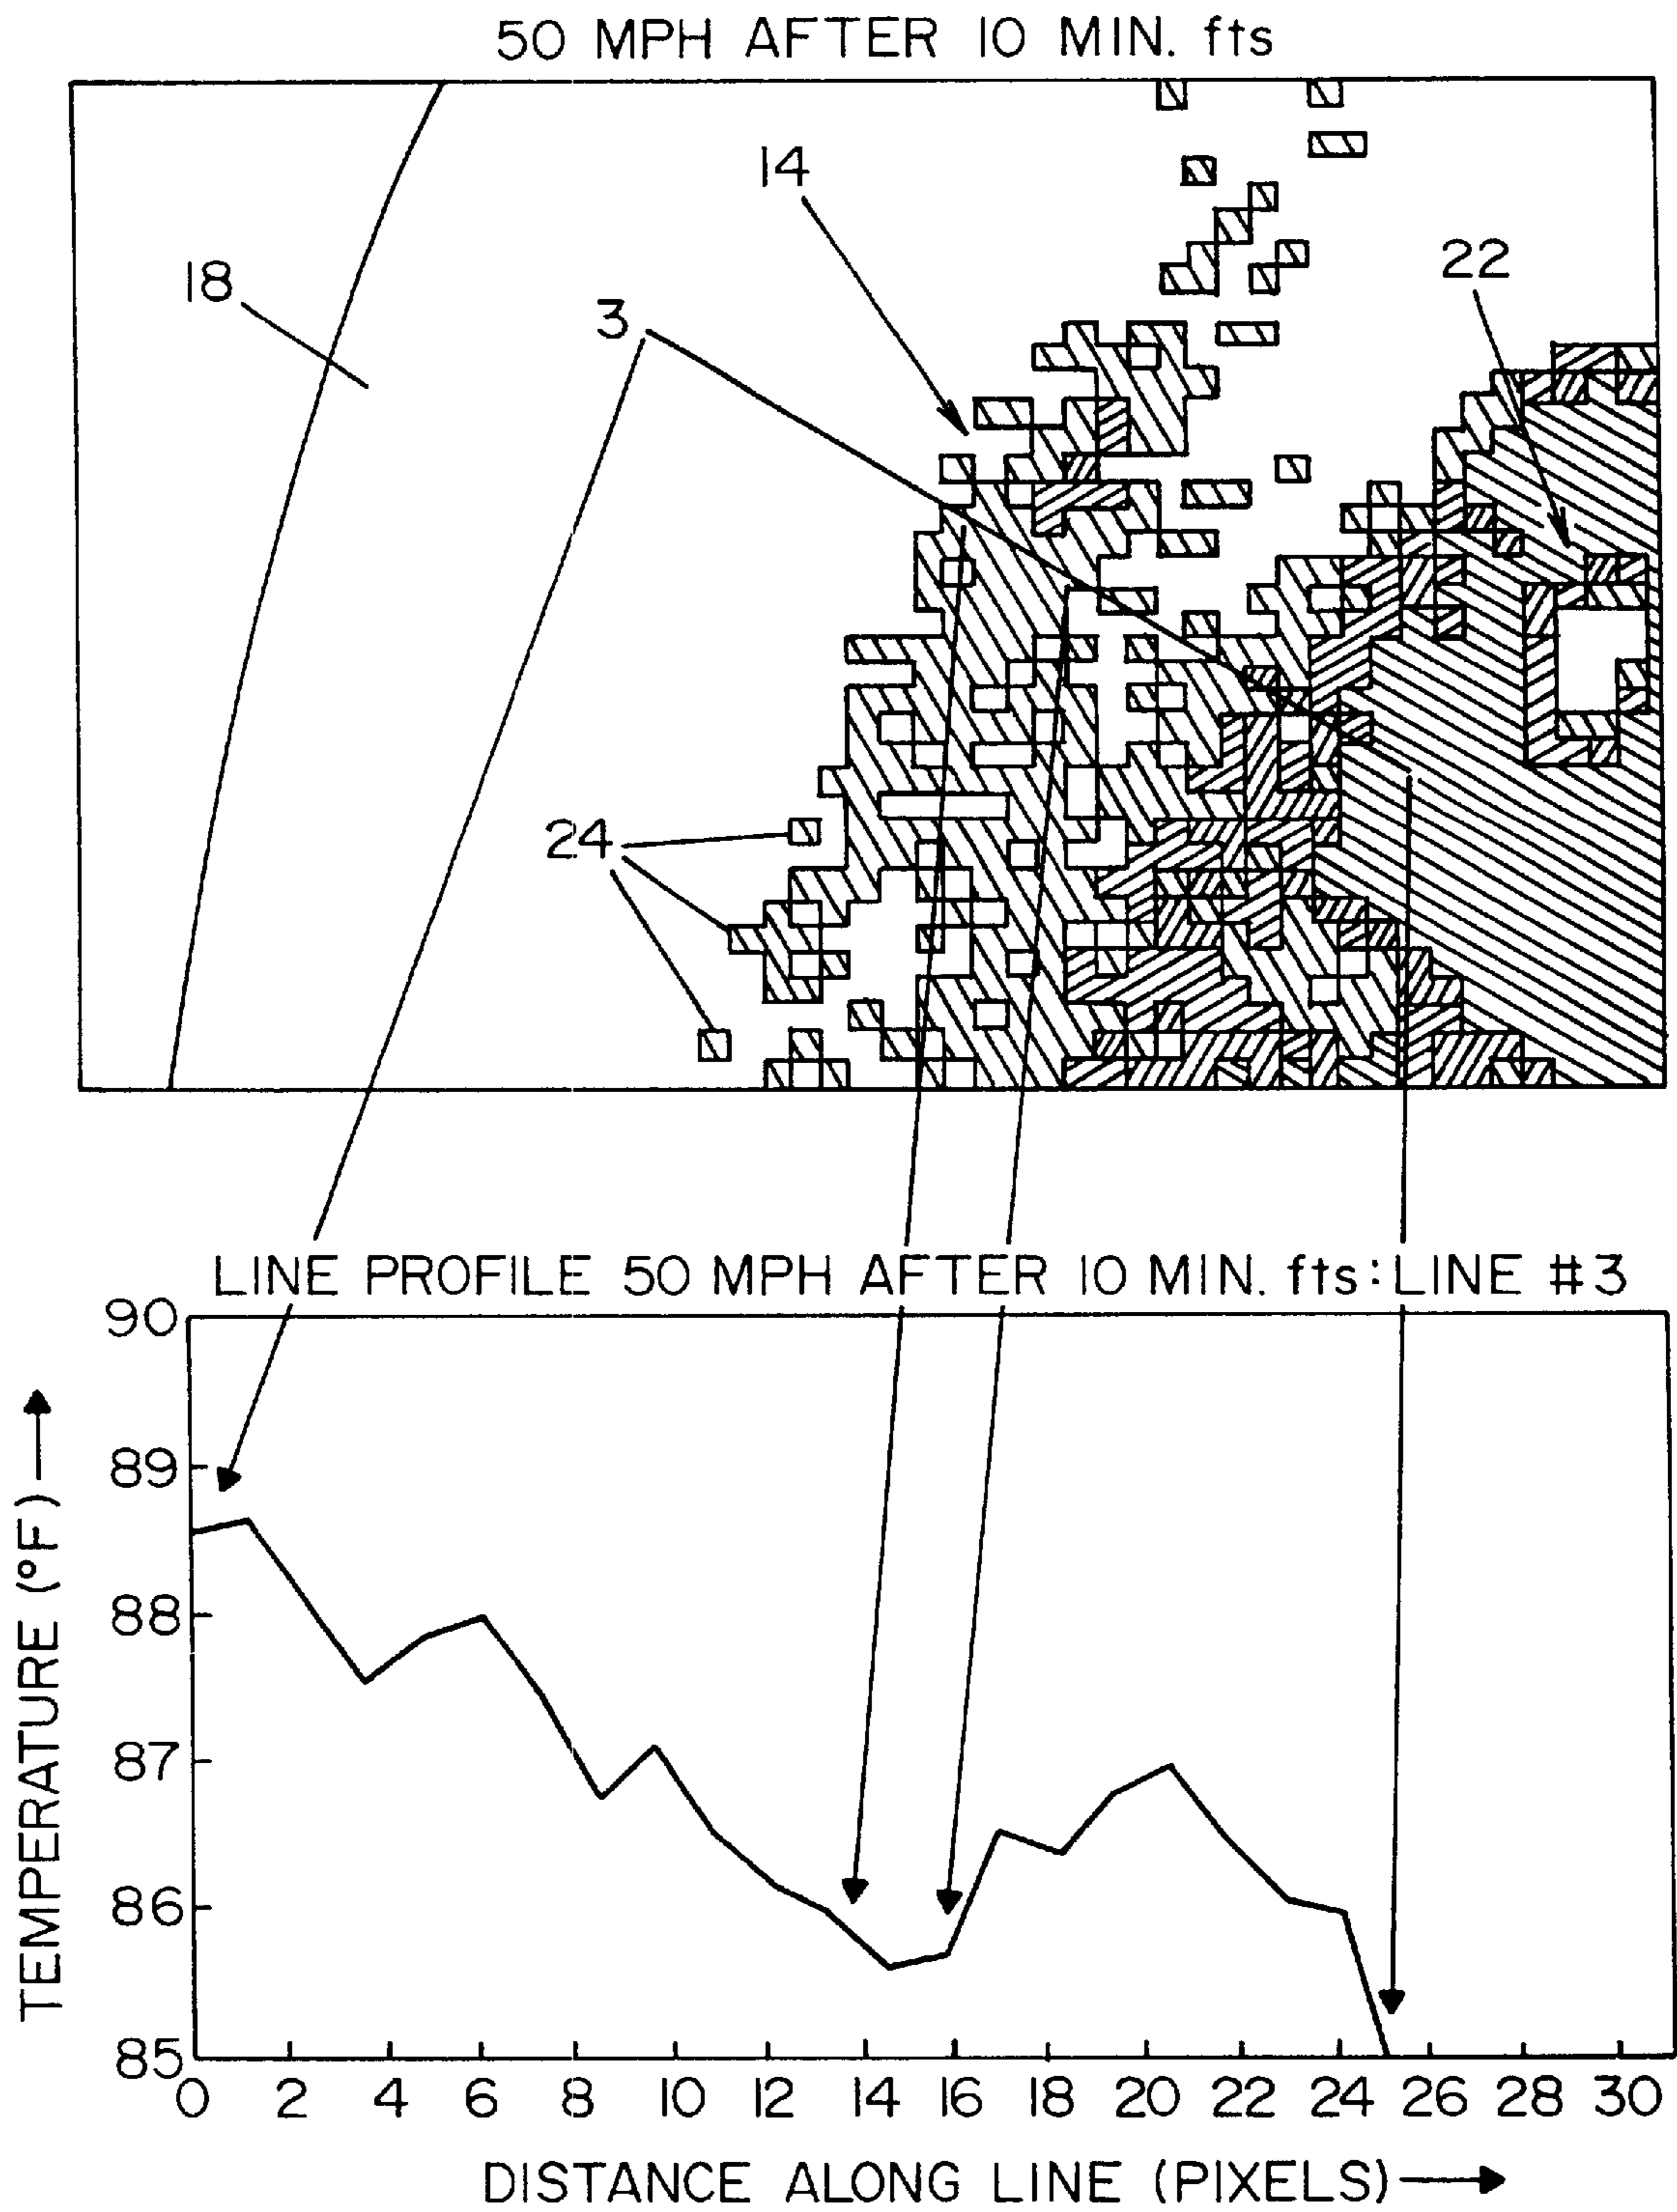 50 MPH AFTER 10 MIN. fts
14
18
22
3
24
LINE PROFILE 50 MPH AFTER 10 MIN. fts: LINE #3
90
89
88
87
86
85
TEMPERATURE (°F)
0 2 4 6 8 10 12 14 16 18 20 22 24 26 28 30
DISTANCE ALONG LINE (PIXELS)